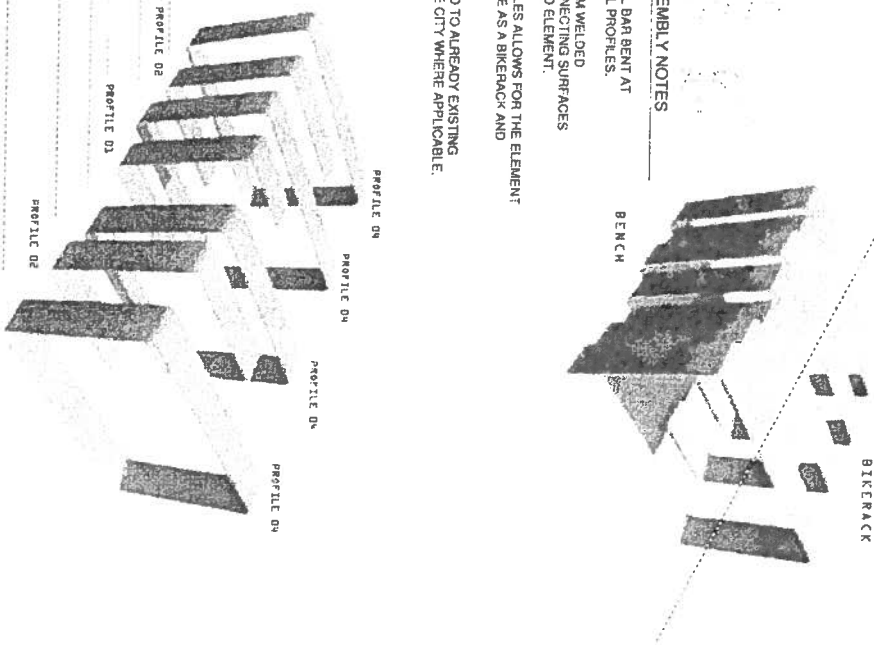 EMBLY NOTES
L BAR BENT AT
L PROFILES.
M WELDED
NECTING SURFACES
D ELEMENT.
LES ALLOWS FOR THE ELEMENT
E AS A BIKERACK AND
D TO ALREADY EXISTING
E CITY WHERE APPLICABLE.
BENCH
BIKERACK
PROFILE 04
PROFILE 04
PROFILE 04
PROFILE 04
PROFILE 02
PROFILE 01
PROFILE 02